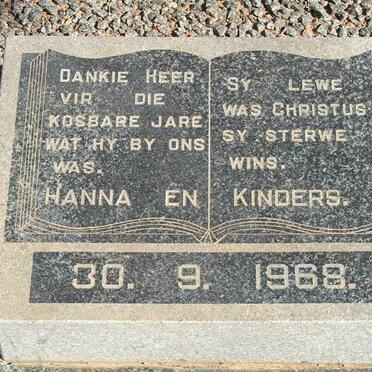 DANKIE HEER
VIR DIE
KOSBARE JARE
WAT HY BY ONS
WAS.
HANNA EN
SY LEWE
WAS CHRISTUS
SY STERWE
WINS.
KINDERS.
30. 9. 1968.